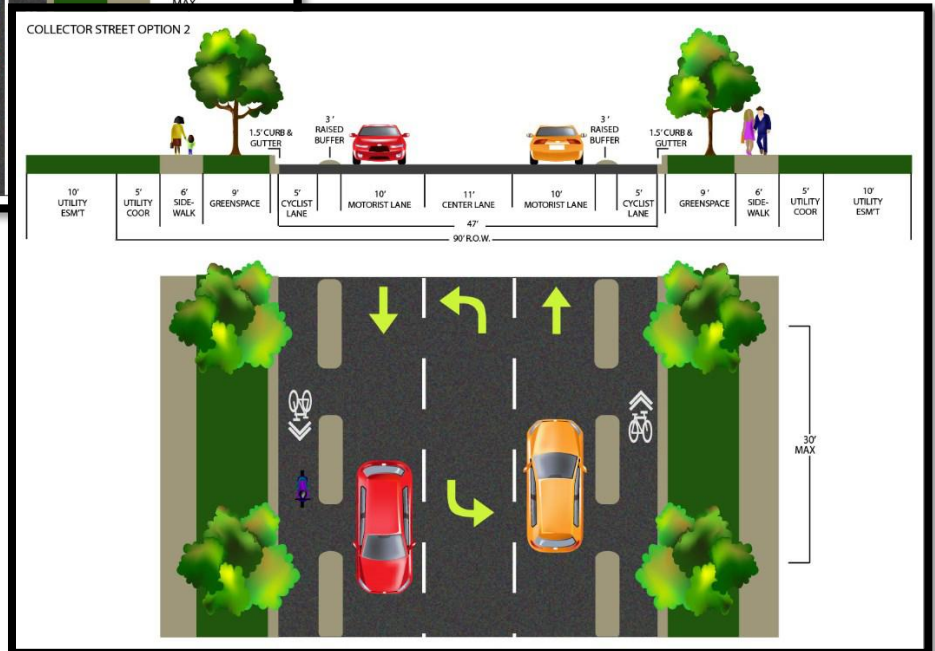 MAX
COLLECTOR STREET OPTION 2
3'
RAISED
BUFFER
3'
RAISED
BUFFER
1.5' CURB &
GUTTER
1.5' CURB &
GUTTER
10'
UTILITY
ESM'T
5'
UTILITY
COOR
6'
SIDE-
WALK
9'
GREENSPACE
5'
CYCLIST
LANE
10'
MOTORIST LANE
11'
CENTER LANE
10'
MOTORIST LANE
5'
CYCLIST
LANE
9'
GREENSPACE
6'
SIDE-
WALK
5'
UTILITY
COOR
10'
UTILITY
ESM'T
47'
90' R.O.W.
30'
MAX